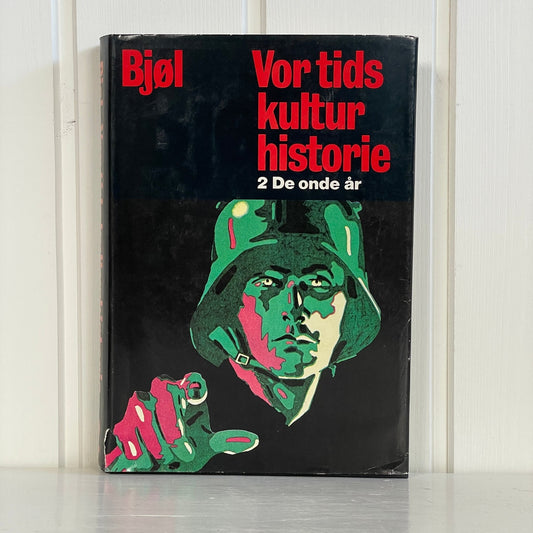 Bjøl
Vor tids
kultur
historie
2 De onde år